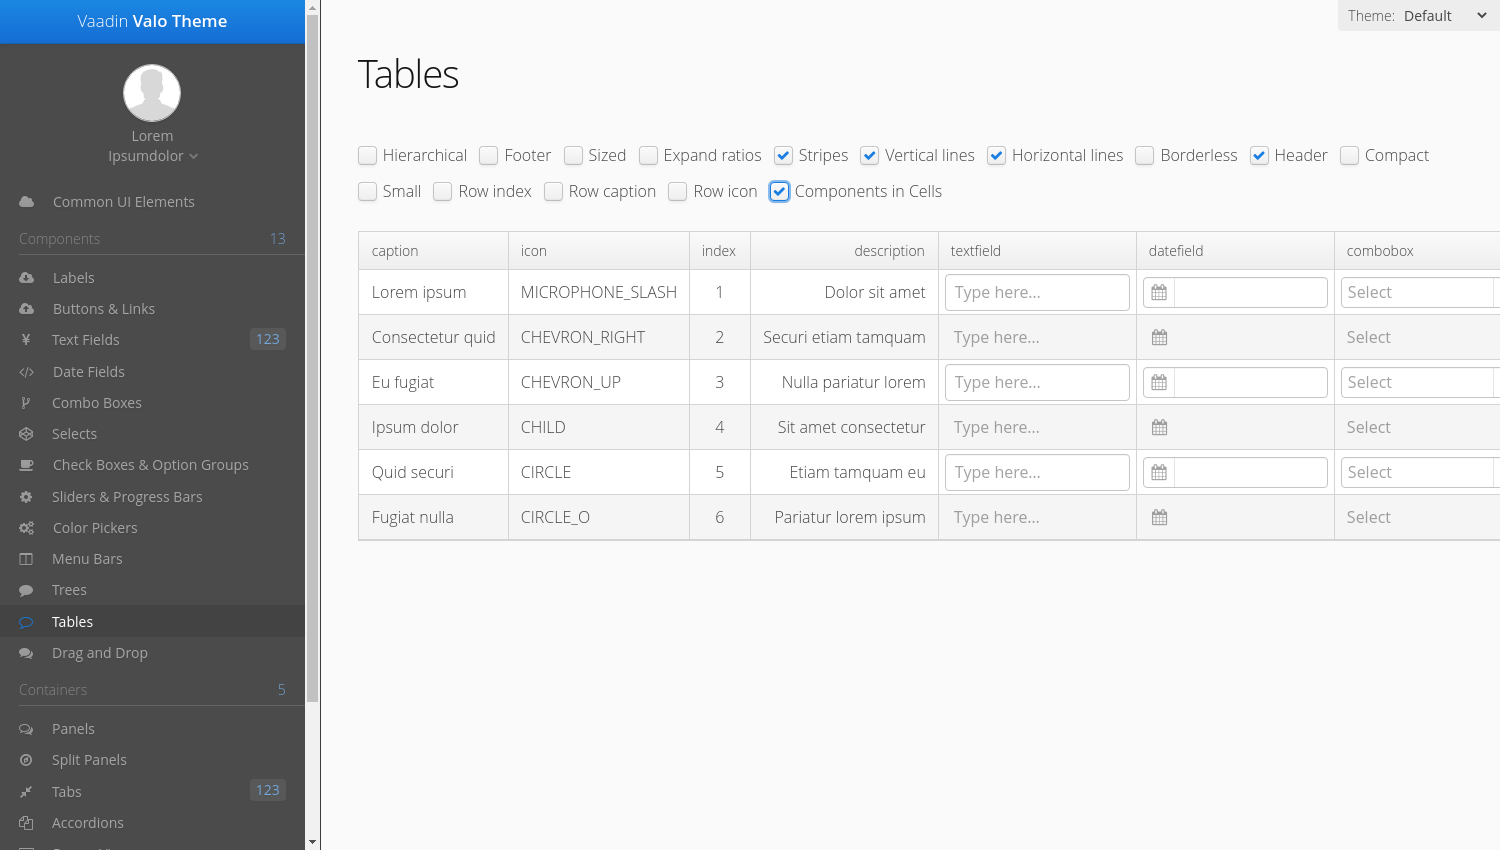 Vaadin Valo Theme
Lorem
Ipsumdolor
Common UI Elements
Components 13
Labels
Buttons & Links
Text Fields 123
Date Fields
Combo Boxes
Selects
Check Boxes & Option Groups
Sliders & Progress Bars
Color Pickers
Menu Bars
Trees
Tables
Drag and Drop
Containers 5
Panels
Split Panels
Tabs 123
Accordions
Theme: Default
Tables
Hierarchical Footer Sized Expand ratios Stripes Vertical lines Horizontal lines Borderless Header Compact
Small Row index Row caption Row icon Components in Cells
caption icon index description textfield datefield combobox
Lorem ipsum MICROPHONE_SLASH 1 Dolor sit amet Type here... Select
Consectetur quid CHEVRON_RIGHT 2 Securi etiam tamquam Type here... Select
Eu fugiat CHEVRON_UP 3 Nulla pariatur lorem Type here... Select
Ipsum dolor CHILD 4 Sit amet consectetur Type here... Select
Quid securi CIRCLE 5 Etiam tamquam eu Type here... Select
Fugiat nulla CIRCLE_O 6 Pariatur lorem ipsum Type here... Select